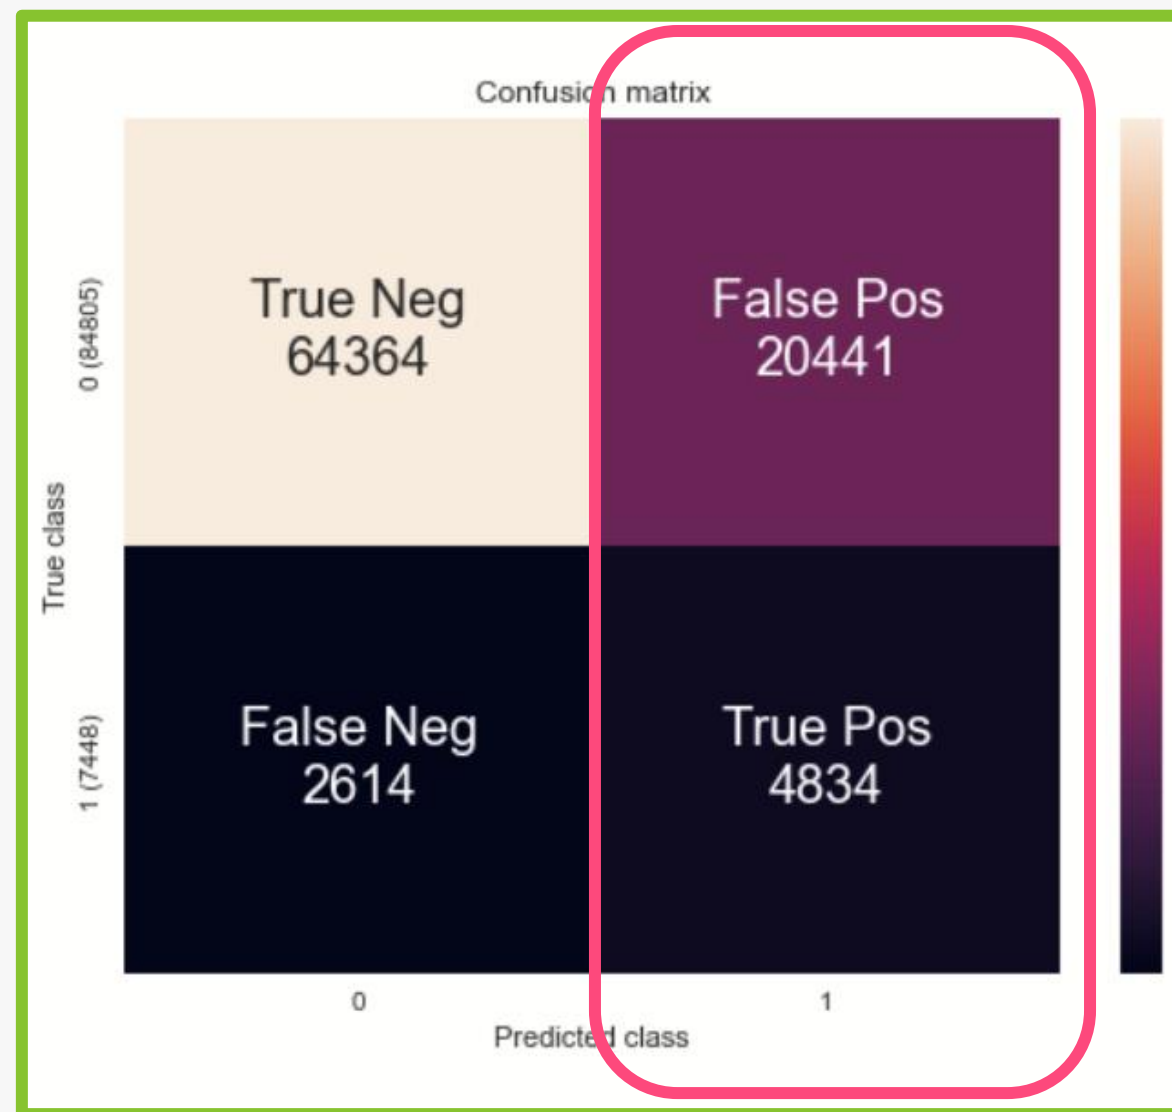 Confusion matrix
0 (84805)
True Neg
64364
False Pos
20441
True class
1 (7448)
False Neg
2614
True Pos
4834
0
1
Predicted class